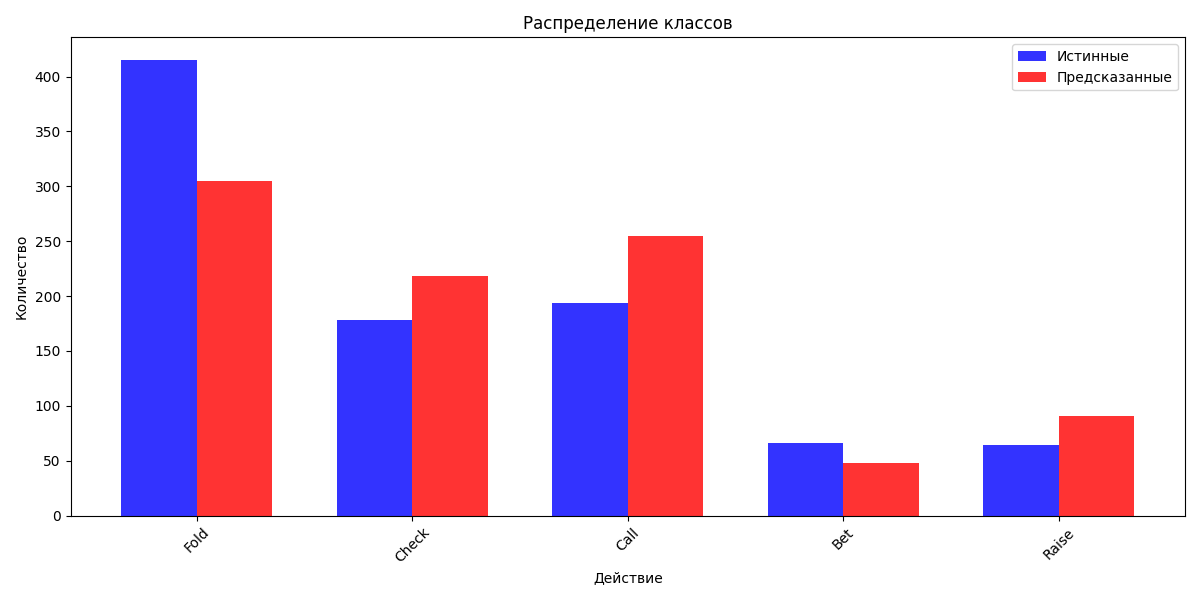 Распределение классов
Истинные
Предсказанные
Количество
400
350
300
250
200
150
100
50
0
Fold
Check
Call
Bet
Raise
Действие